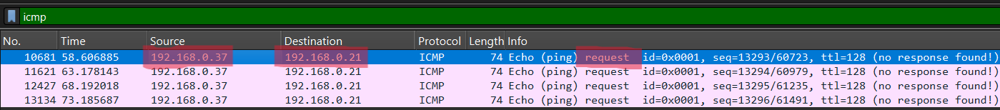 icmp
No. Time Source Destination Protocol Length Info
10681 58.606885 192.168.0.37 192.168.0.21 ICMP 74 Echo (ping) request id=0x0001, seq=13293/60723, ttl=128 (no response found!)
11621 63.178143 192.168.0.37 192.168.0.21 ICMP 74 Echo (ping) request id=0x0001, seq=13294/60979, ttl=128 (no response found!)
12427 68.192018 192.168.0.37 192.168.0.21 ICMP 74 Echo (ping) request id=0x0001, seq=13295/61235, ttl=128 (no response found!)
13134 73.185687 192.168.0.37 192.168.0.21 ICMP 74 Echo (ping) request id=0x0001, seq=13296/61491, ttl=128 (no response found!)